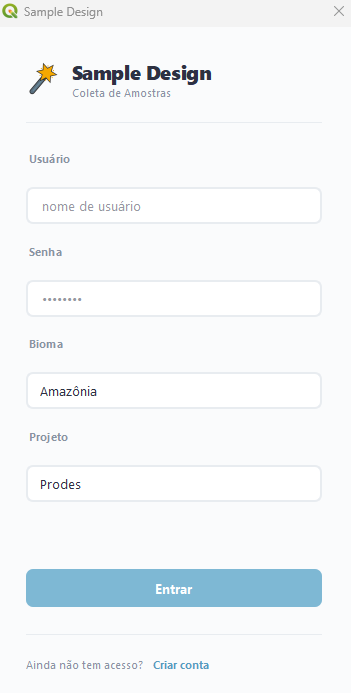 Sample Design
Sample Design
Coleta de Amostras
Usuário
nome de usuário
Senha
••••••••
Bioma
Amazônia
Projeto
Prodes
Entrar
Ainda não tem acesso? Criar conta